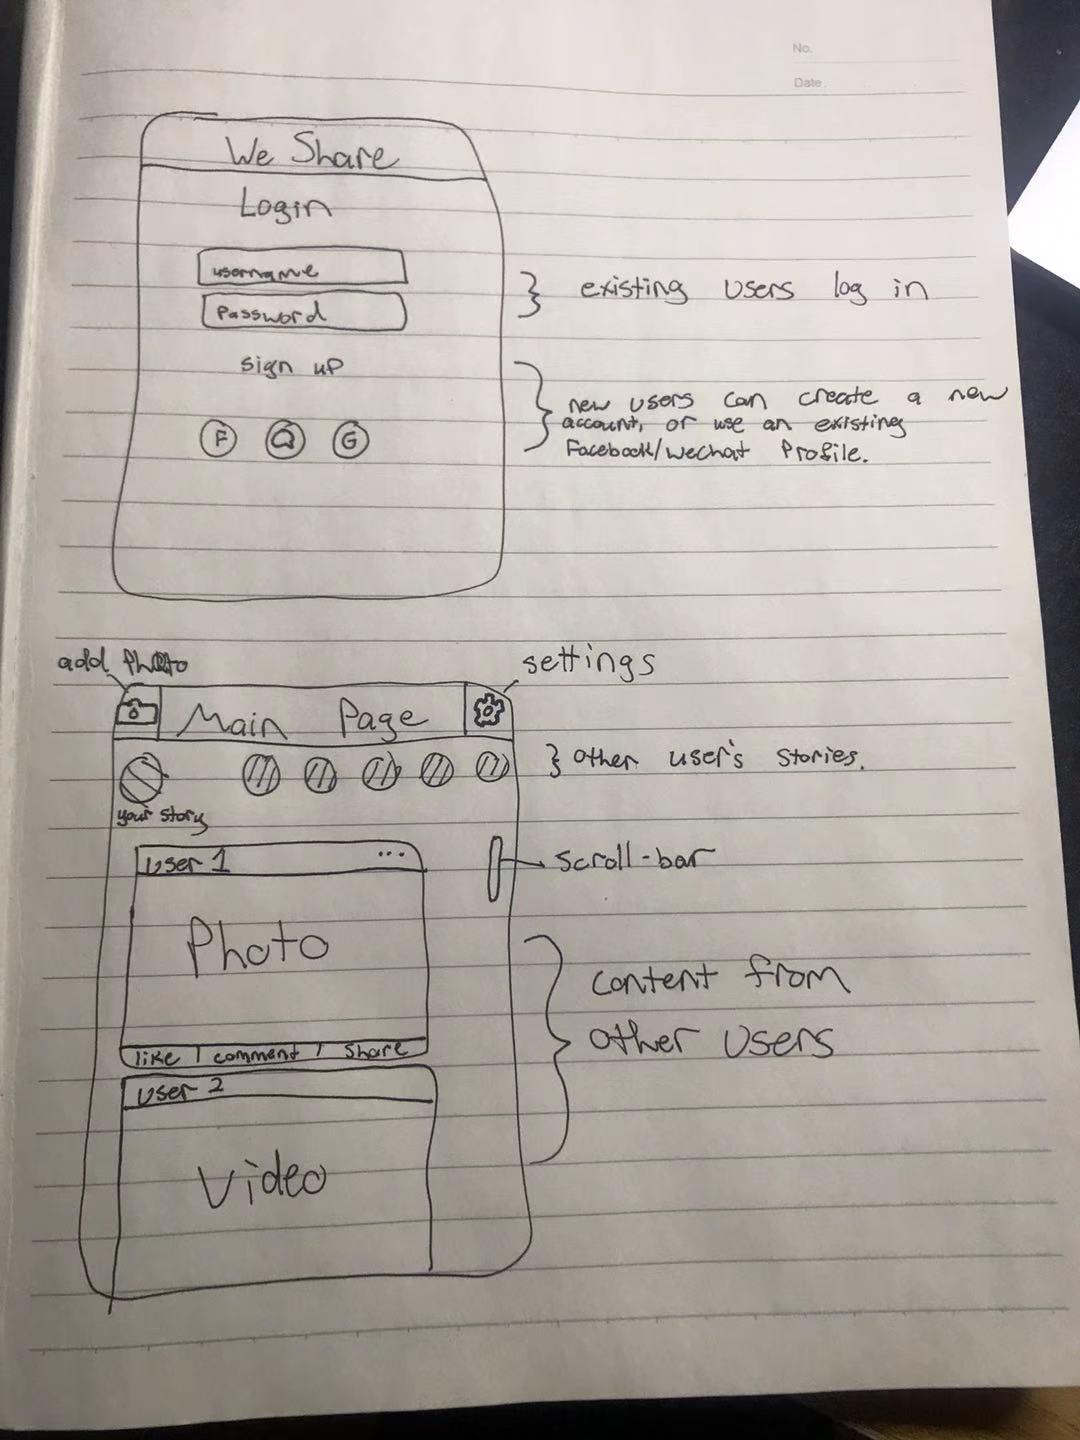 No.
Date.
We Share
Login
username
Password
existing users log in
sign up
new users can create a new
account, or use an existing
Facebook/wechat Profile.
F
G
add photo
settings
Main Page
your story
other user's stories.
user 1 ...
scroll-bar
Photo
content from
other users
like | comment | share
user 2
Video